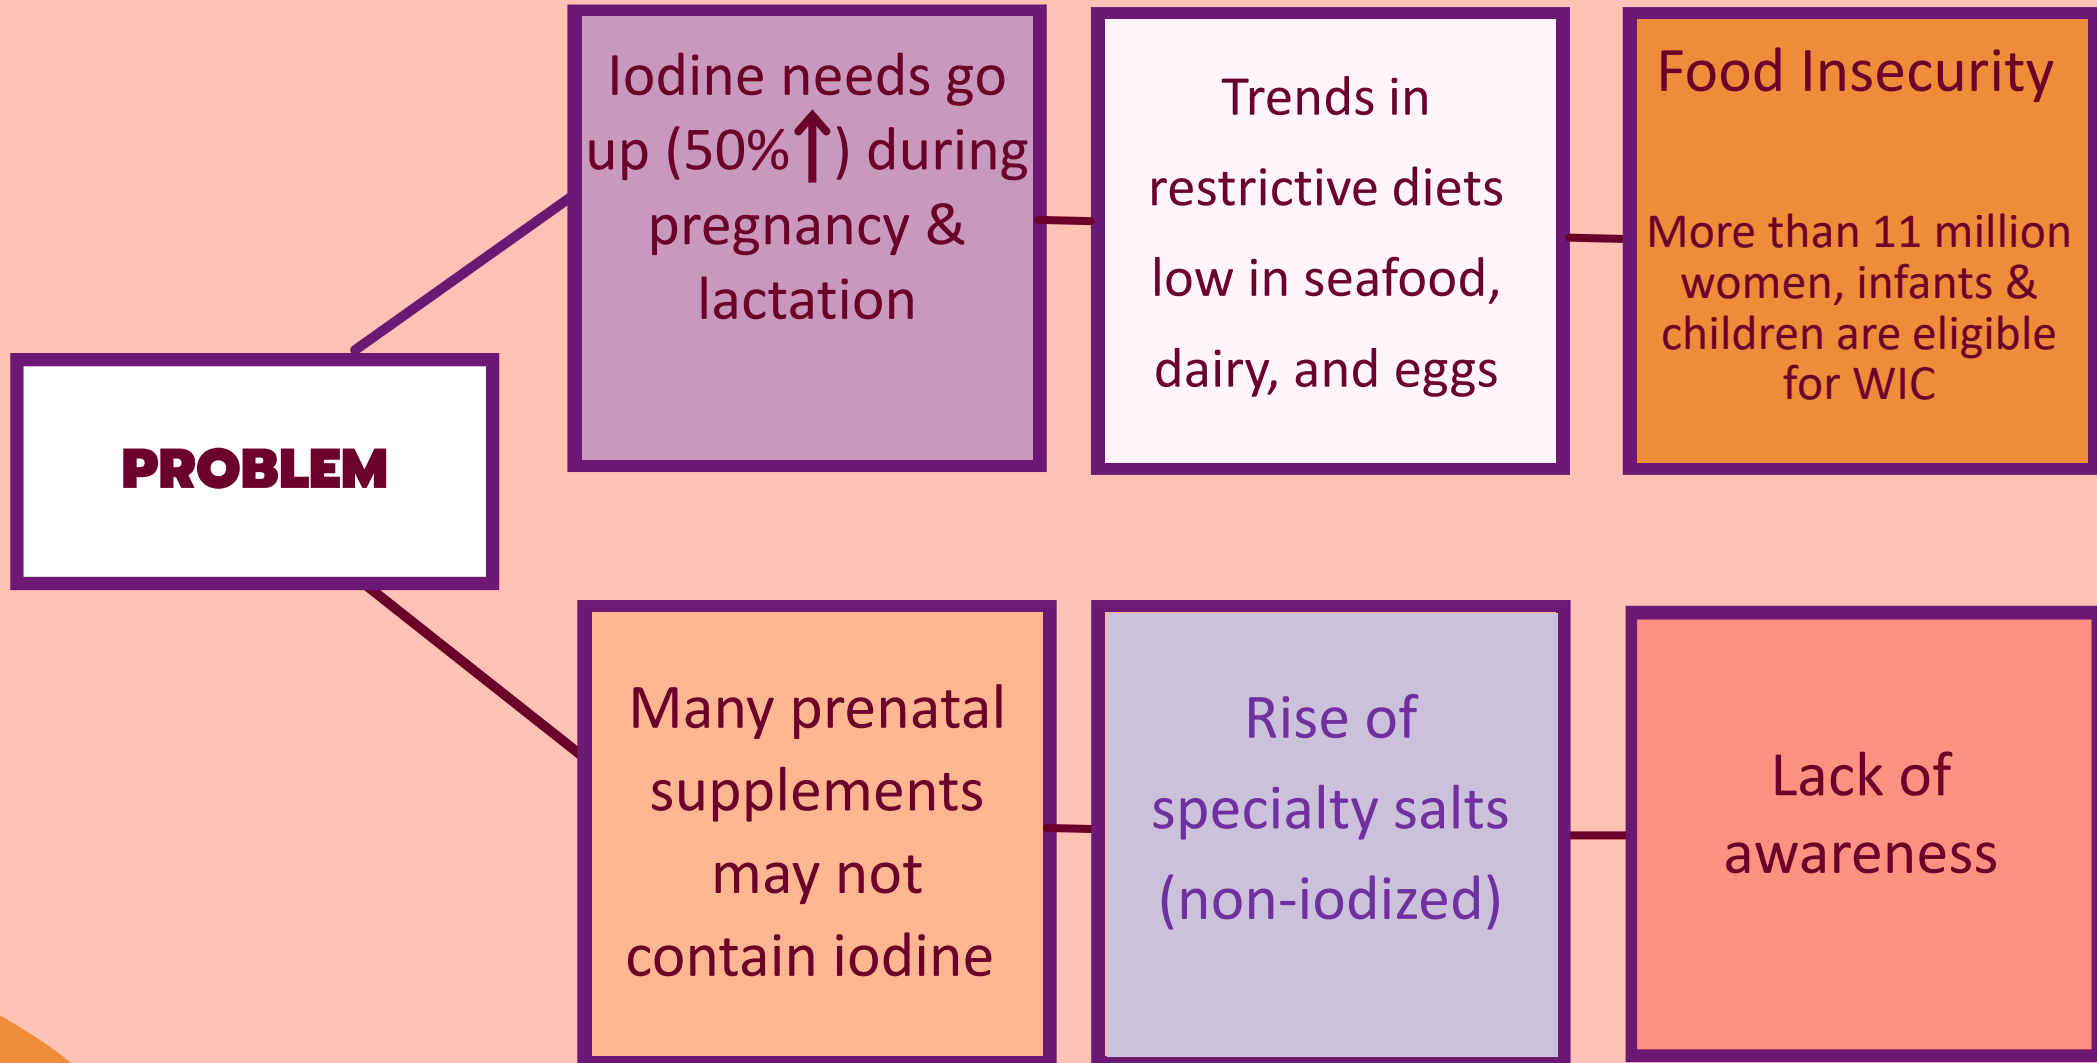 PROBLEM
Iodine needs go
up (50%↑) during
pregnancy &
lactation
Trends in
restrictive diets
low in seafood,
dairy, and eggs
Food Insecurity
More than 11 million
women, infants &
children are eligible
for WIC
Many prenatal
supplements
may not
contain iodine
Rise of
specialty salts
(non-iodized)
Lack of
awareness